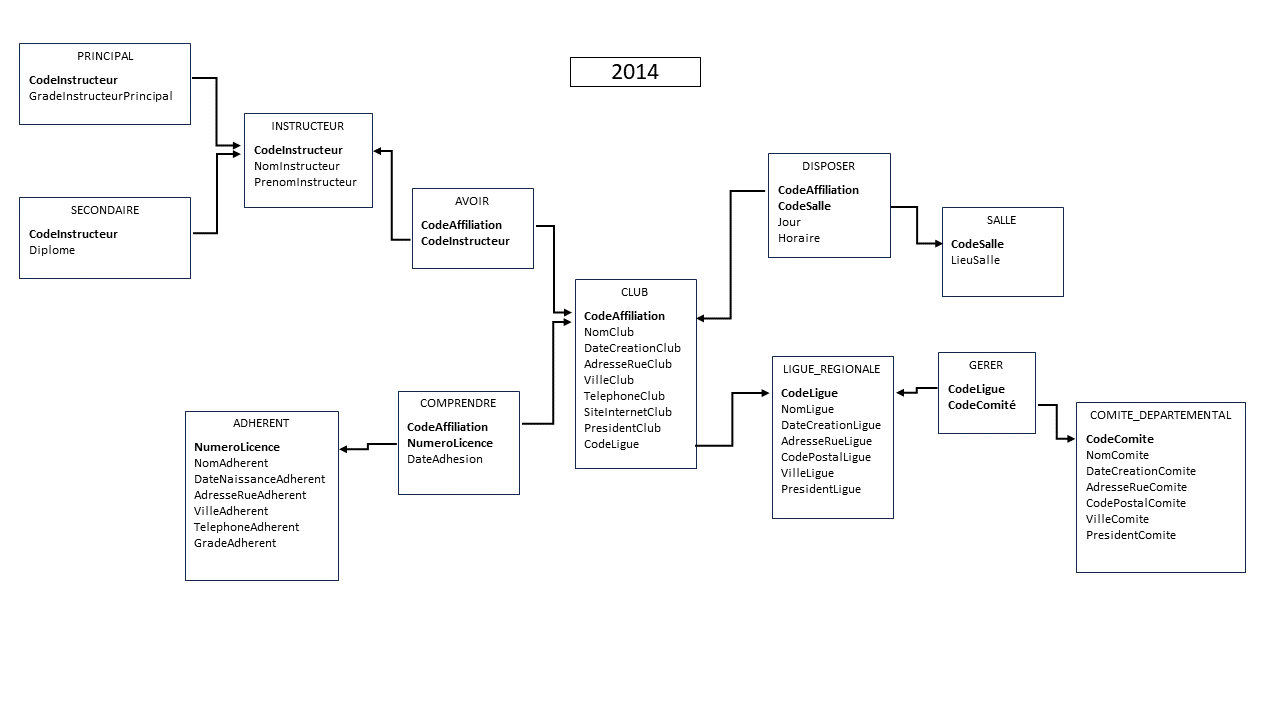 2014
PRINCIPAL
CodeInstructeur
GradeInstructeurPrincipal
SECONDAIRE
CodeInstructeur
Diplome
INSTRUCTEUR
CodeInstructeur
NomInstructeur
PrenomInstructeur
AVOIR
CodeAffiliation
CodeInstructeur
ADHERENT
NumeroLicence
NomAdherent
DateNaissanceAdherent
AdresseRueAdherent
VilleAdherent
TelephoneAdherent
GradeAdherent
COMPRENDRE
CodeAffiliation
NumeroLicence
DateAdhesion
CLUB
CodeAffiliation
NomClub
DateCreationClub
AdresseRueClub
VilleClub
TelephoneClub
SiteInternetClub
PresidentClub
CodeLigue
DISPOSER
CodeAffiliation
CodeSalle
Jour
Horaire
SALLE
CodeSalle
LieuSalle
LIGUE_REGIONALE
CodeLigue
NomLigue
DateCreationLigue
AdresseRueLigue
CodePostalLigue
VilleLigue
PresidentLigue
GERER
CodeLigue
CodeComité
COMITE_DEPARTEMENTAL
CodeComite
NomComite
DateCreationComite
AdresseRueComite
CodePostalComite
VilleComite
PresidentComite